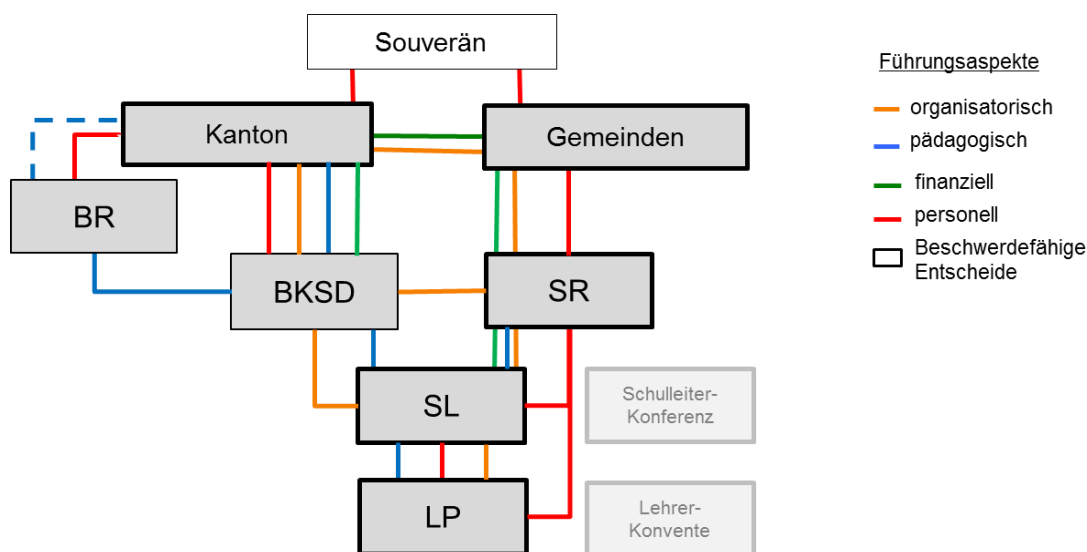 Souverän
Kanton
Gemeinden
BR
BKSD
SR
SL
LP
Schulleiter-
Konferenz
Lehrer-
Konvente
Führungsaspekte
organisatorisch
pädagogisch
finanziell
personell
Beschwerdefähige
Entscheide